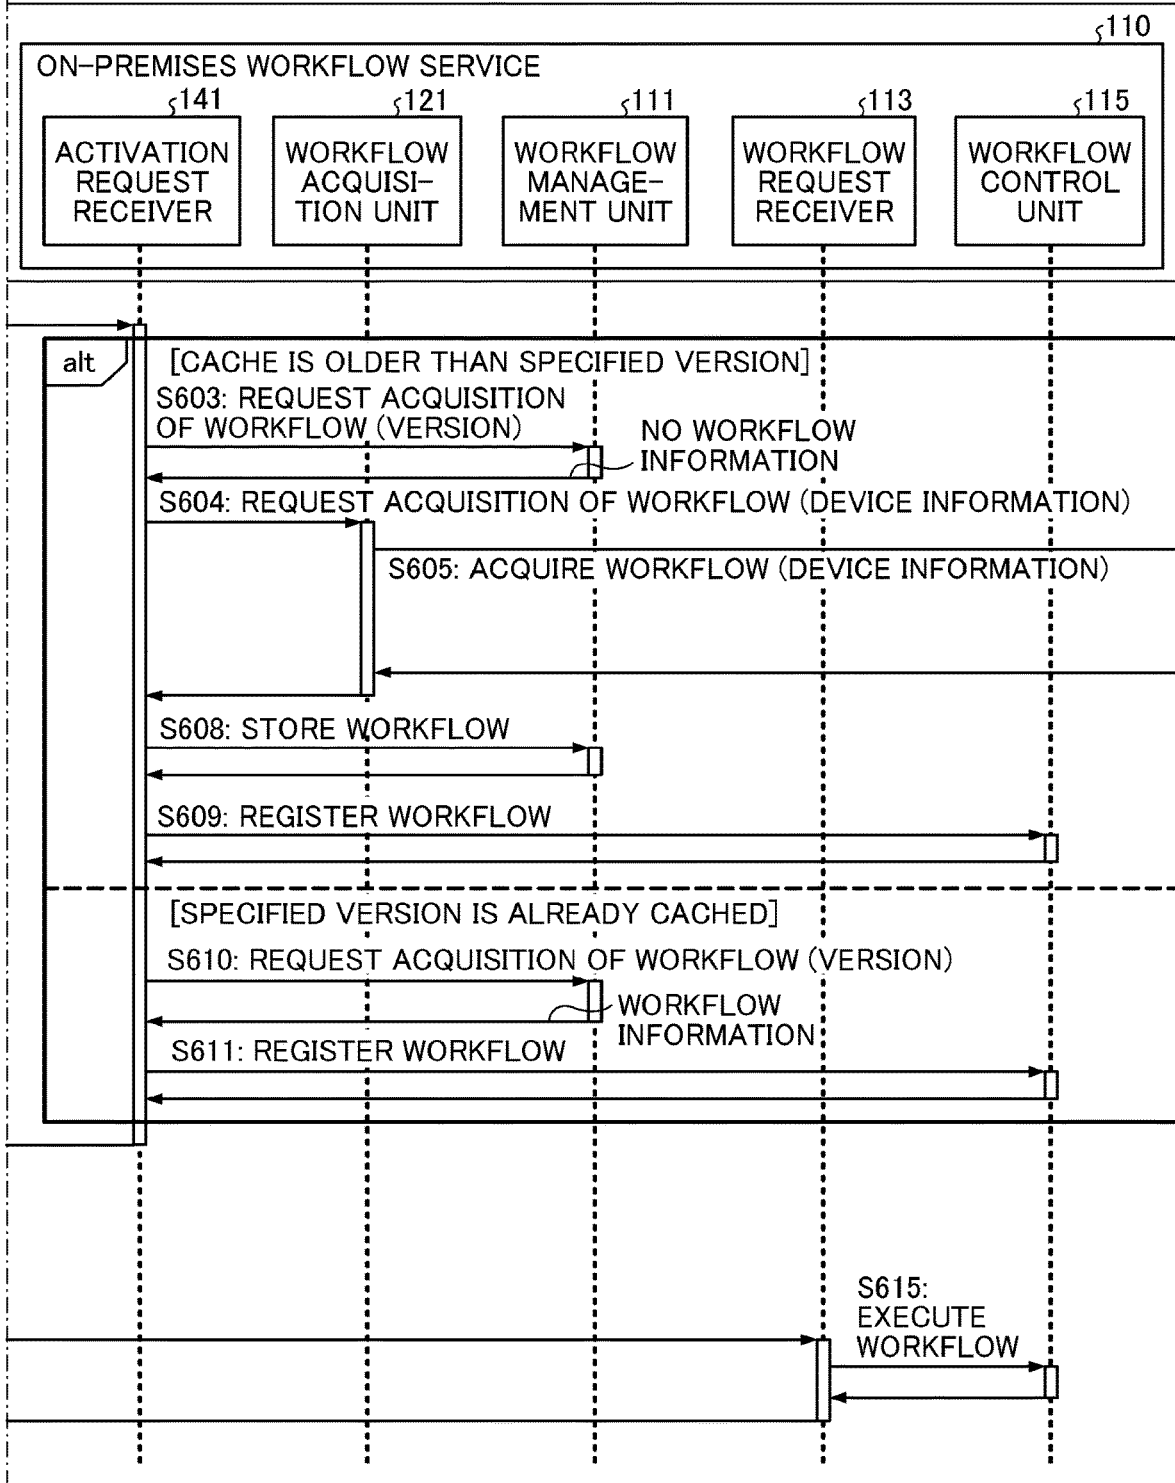 110
ON-PREMISES WORKFLOW SERVICE
141
121
111
113
115
ACTIVATION
REQUEST
RECEIVER
WORKFLOW
ACQUISI-
TION UNIT
WORKFLOW
MANAGE-
MENT UNIT
WORKFLOW
REQUEST
RECEIVER
WORKFLOW
CONTROL
UNIT
alt
[CACHE IS OLDER THAN SPECIFIED VERSION]
S603: REQUEST ACQUISITION
OF WORKFLOW (VERSION)
NO WORKFLOW
INFORMATION
S604: REQUEST ACQUISITION OF WORKFLOW (DEVICE INFORMATION)
S605: ACQUIRE WORKFLOW (DEVICE INFORMATION)
S608: STORE WORKFLOW
S609: REGISTER WORKFLOW
[SPECIFIED VERSION IS ALREADY CACHED]
S610: REQUEST ACQUISITION OF WORKFLOW (VERSION)
WORKFLOW
INFORMATION
S611: REGISTER WORKFLOW
S615:
EXECUTE
WORKFLOW